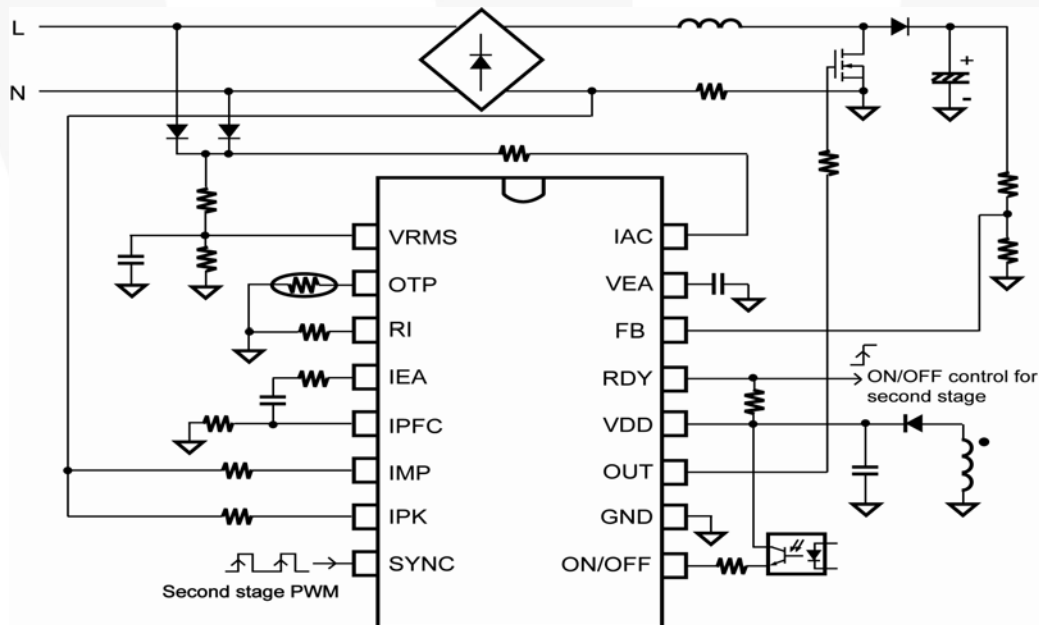 L
N
+
-
VRMS
IAC
OTP
VEA
RI
FB
IEA
RDY
ON/OFF control for
second stage
IPFC
VDD
IMP
OUT
IPK
GND
SYNC
ON/OFF
Second stage PWM